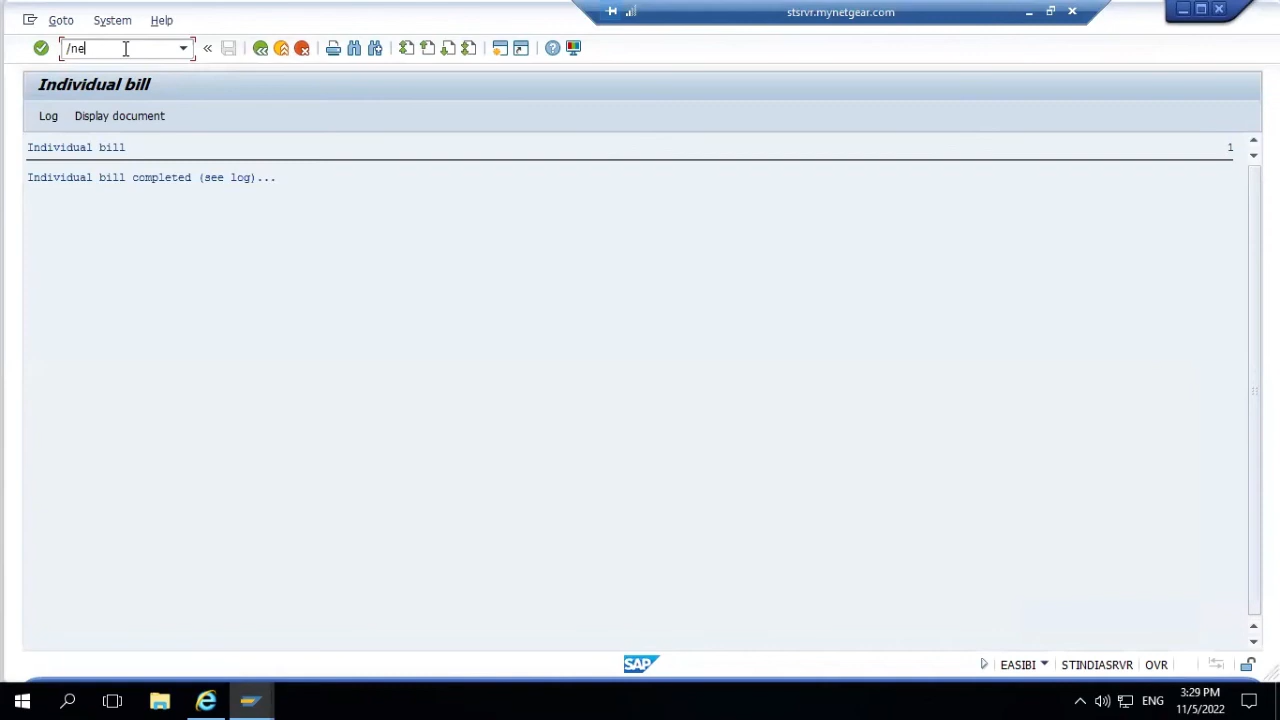 stsrvr.mynetgear.com
Goto System Help
/ne
Individual bill
Log Display document
Individual bill 1
Individual bill completed (see log)...
SAP EASIBI STINDIASRVR OVR
ENG 3:29 PM
11/5/2022